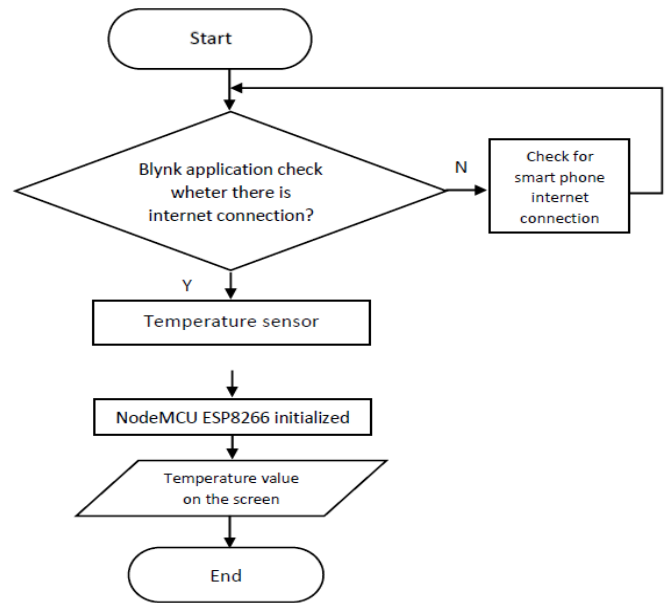 Start
Blynk application check
wheter there is
internet connection?
N
Check for
smart phone
internet
connection
Y
Temperature sensor
NodeMCU ESP8266 initialized
Temperature value
on the screen
End